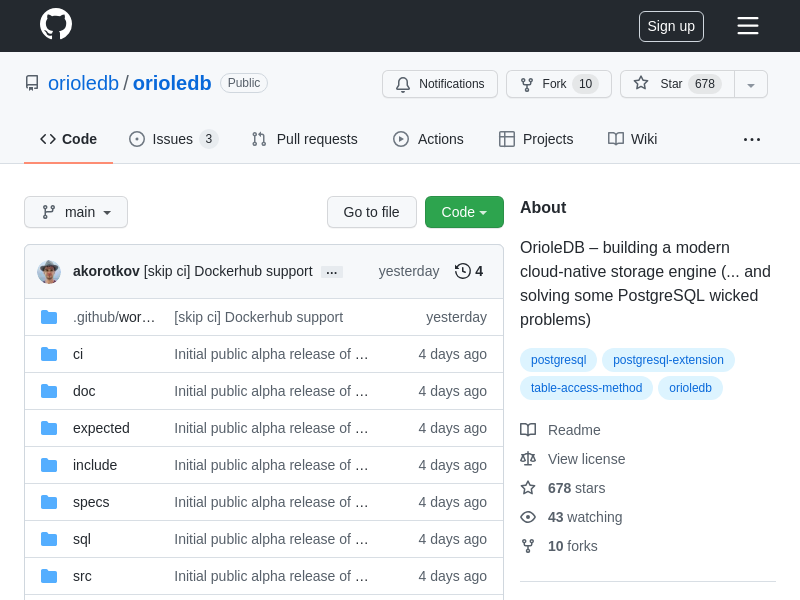 Sign up
orioledb / orioledb Public
Notifications Fork 10 Star 678
Code Issues 3 Pull requests Actions Projects Wiki
main Go to file Code
akorotkov [skip ci] Dockerhub support ... yesterday 4
.github/wor… [skip ci] Dockerhub support yesterday
ci Initial public alpha release of … 4 days ago
doc Initial public alpha release of … 4 days ago
expected Initial public alpha release of … 4 days ago
include Initial public alpha release of … 4 days ago
specs Initial public alpha release of … 4 days ago
sql Initial public alpha release of … 4 days ago
src Initial public alpha release of … 4 days ago
About
OrioleDB – building a modern
cloud-native storage engine (... and
solving some PostgreSQL wicked
problems)
postgresql postgresql-extension
table-access-method orioledb
Readme
View license
678 stars
43 watching
10 forks